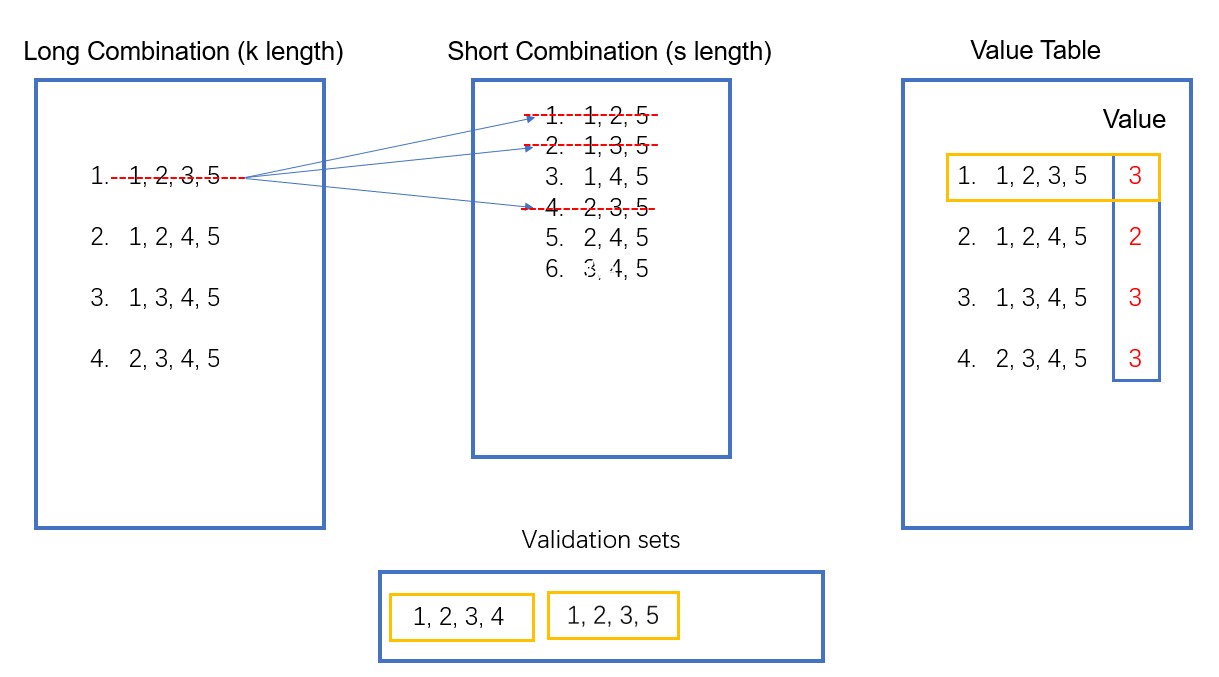 Long Combination (k length)
1. 1, 2, 3, 5
2. 1, 2, 4, 5
3. 1, 3, 4, 5
4. 2, 3, 4, 5
Short Combination (s length)
1. 1, 2, 5
2. 1, 3, 5
3. 1, 4, 5
4. 2, 3, 5
5. 2, 4, 5
6. 3, 4, 5
Value Table
Value
1. 1, 2, 3, 5 3
2. 1, 2, 4, 5 2
3. 1, 3, 4, 5 3
4. 2, 3, 4, 5 3
Validation sets
1, 2, 3, 4
1, 2, 3, 5